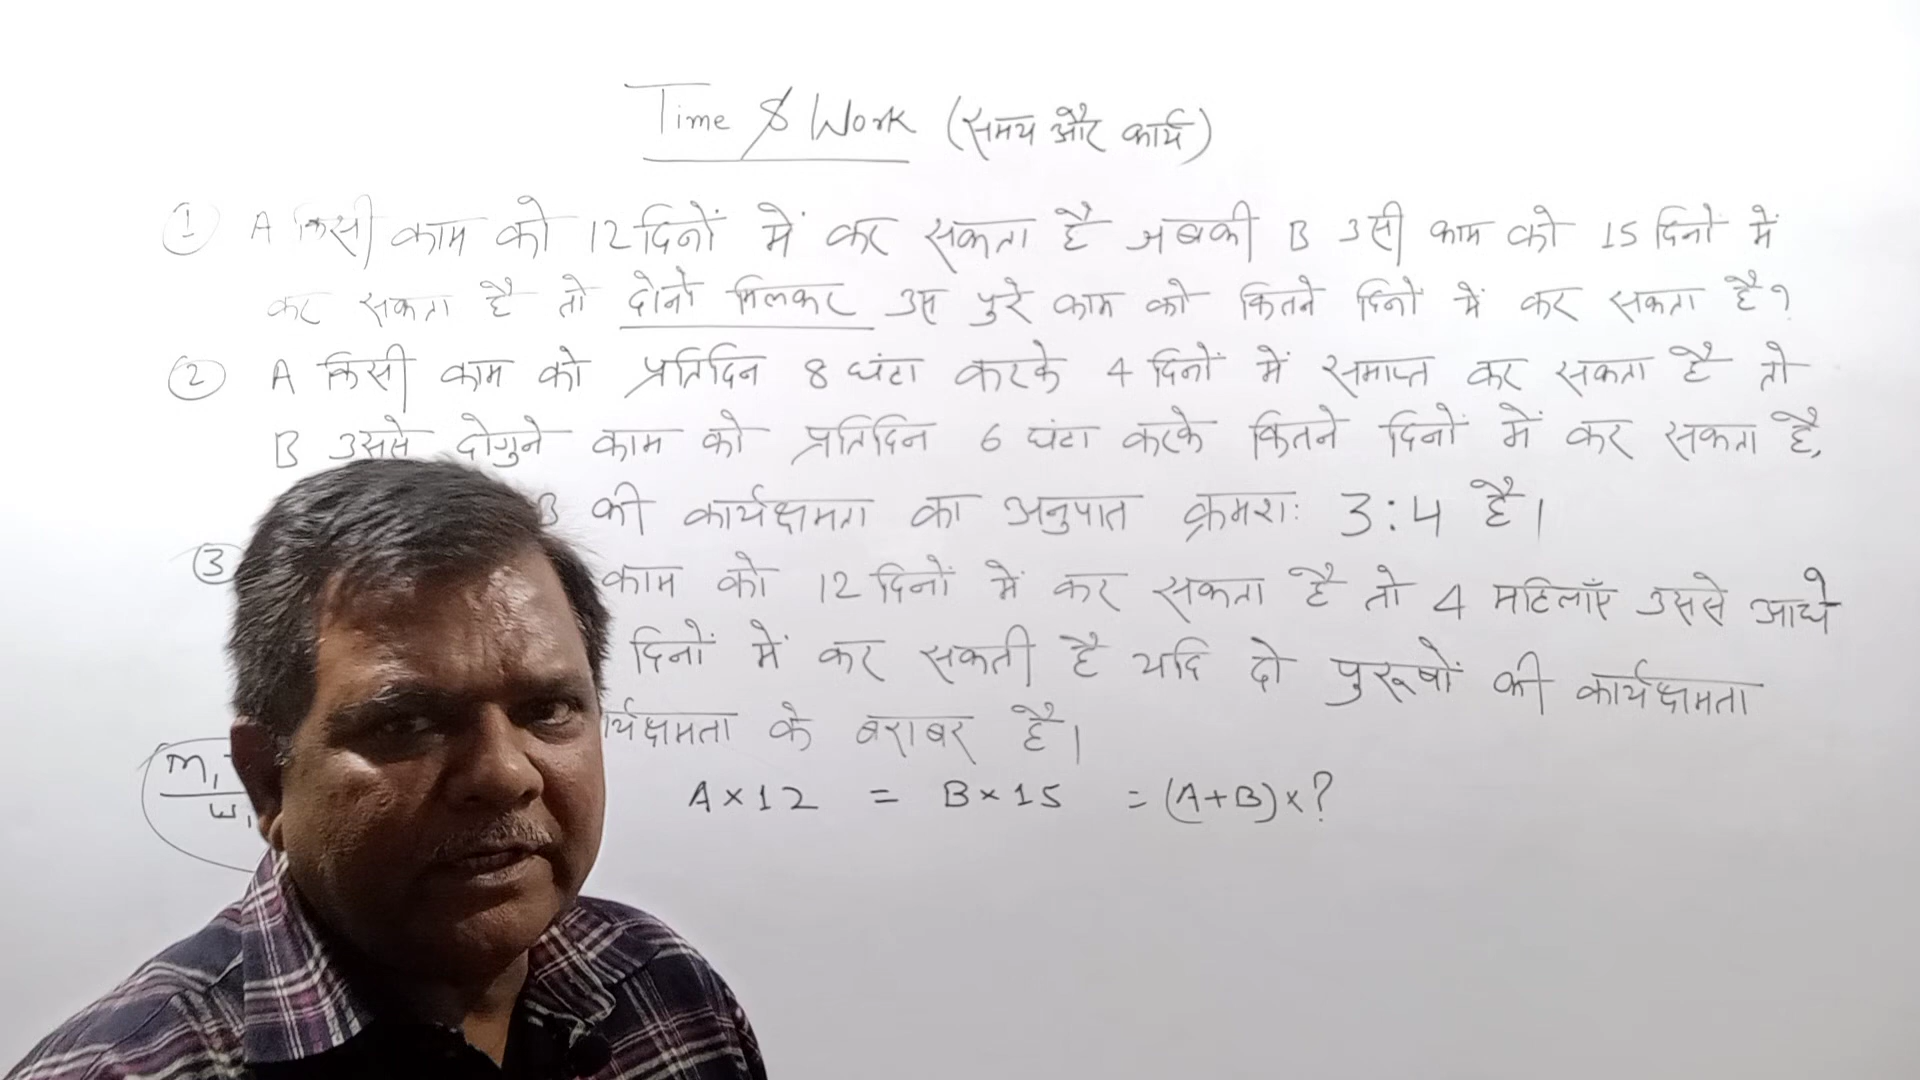 Time & Work (समय और कार्य)
① A किसी काम को 12 दिनों में कर सकता है जबकी B उसी काम को 15 दिनों में
कर सकता है तो दोनों मिलकर उस पुरे काम को कितने दिनों में कर सकता है?
② A किसी काम को प्रतिदिन 8 घंटा करके 4 दिनों में समाप्त कर सकता है तो
B उससे दोगुने काम को प्रतिदिन 6 घंटा करके कितने दिनों में कर सकता है,
B की कार्यक्षमता का अनुपात क्रमशः 3:4 है।
③ काम को 12 दिनों में कर सकता है तो 4 महिलाएँ उससे आधे
दिनों में कर सकती है यदि दो पुरूषों की कार्यक्षमता
र्यक्षमता के बराबर है।
A×12 = B×15 = (A+B)×?
M₁
W₁